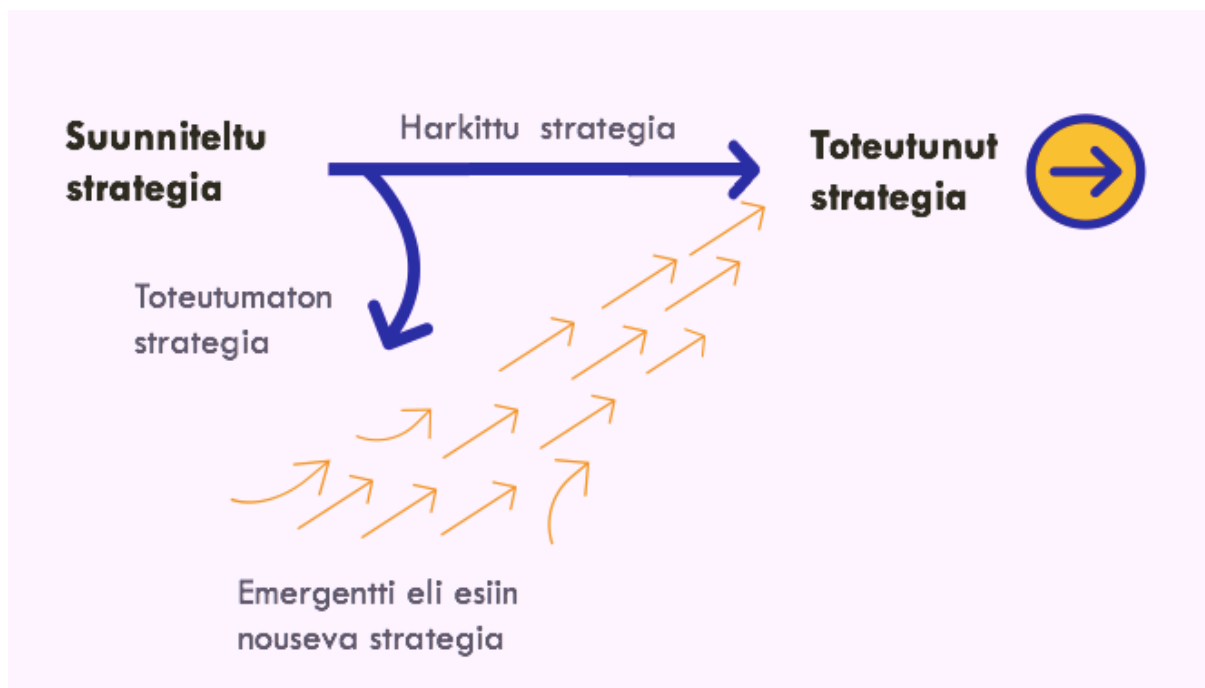 Suunniteltu
strategia
Harkittu strategia
Toteutunut
strategia
Toteutumaton
strategia
Emergentti eli esiin
nouseva strategia